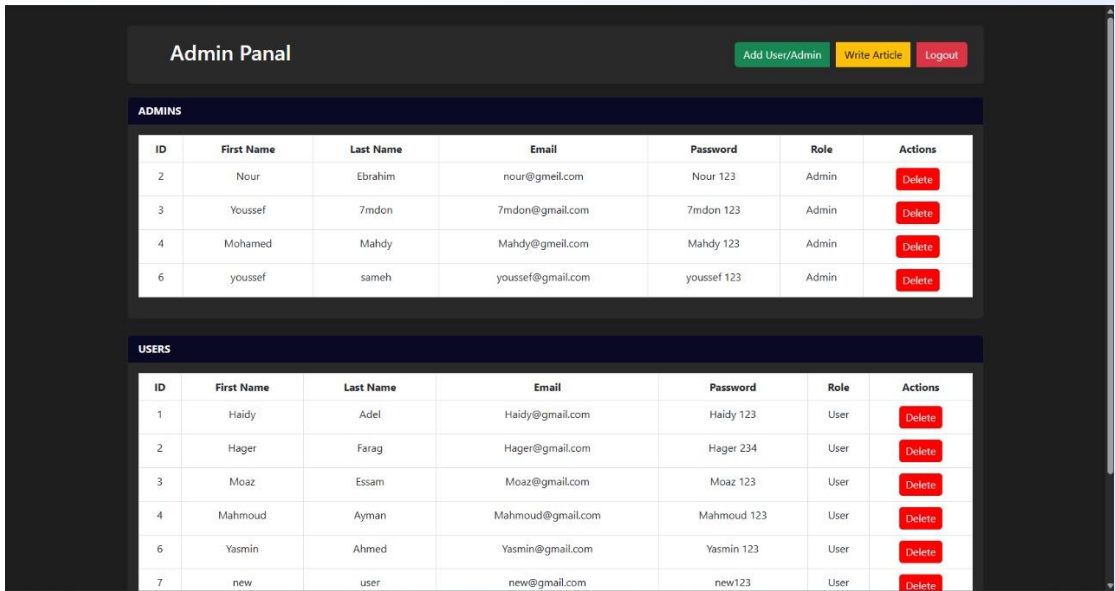 Admin Panal Add User/Admin Write Article Logout
ADMINS
ID First Name Last Name Email Password Role Actions
2 Nour Ebrahim nour@gmeil.com Nour 123 Admin Delete
3 Youssef 7mdon 7mdon@gmail.com 7mdon 123 Admin Delete
4 Mohamed Mahdy Mahdy@gmeil.com Mahdy 123 Admin Delete
6 youssef sameh youssef@gmail.com youssef 123 Admin Delete
USERS
ID First Name Last Name Email Password Role Actions
1 Haidy Adel Haidy@gmail.com Haidy 123 User Delete
2 Hager Farag Hager@gmail.com Hager 234 User Delete
3 Moaz Essam Moaz@gmail.com Moaz 123 User Delete
4 Mahmoud Ayman Mahmoud@gmail.com Mahmoud 123 User Delete
6 Yasmin Ahmed Yasmin@gmail.com Yasmin 123 User Delete
7 new user new@gmail.com new123 User Delete